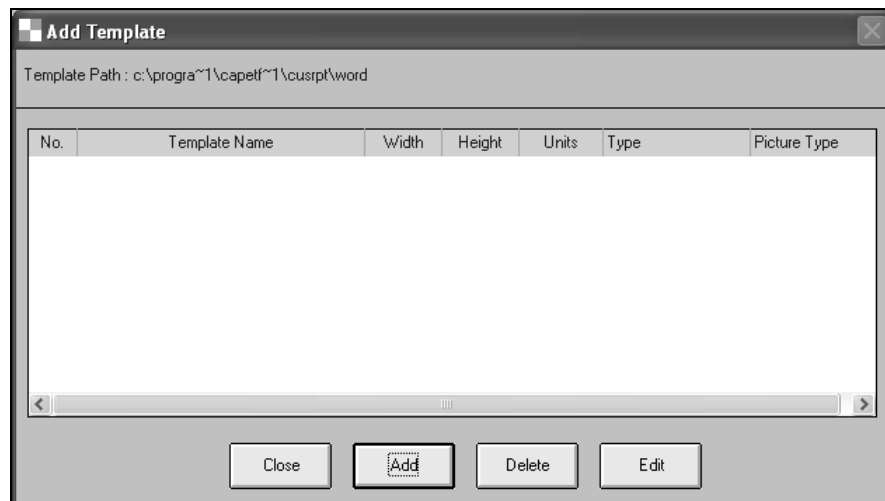 Add Template
Template Path : c:\progra~1\capetf~1\cusrpt\word
No. Template Name Width Height Units Type Picture Type
Close Add Delete Edit